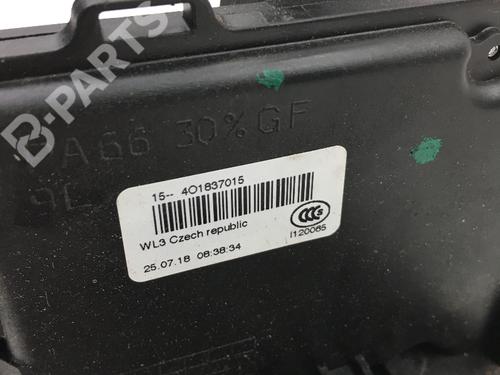 B-PARTS
A66 30%GF
15-- 4O1837015
WL3 Czech republic
I120065
25.07.18 08:38:34